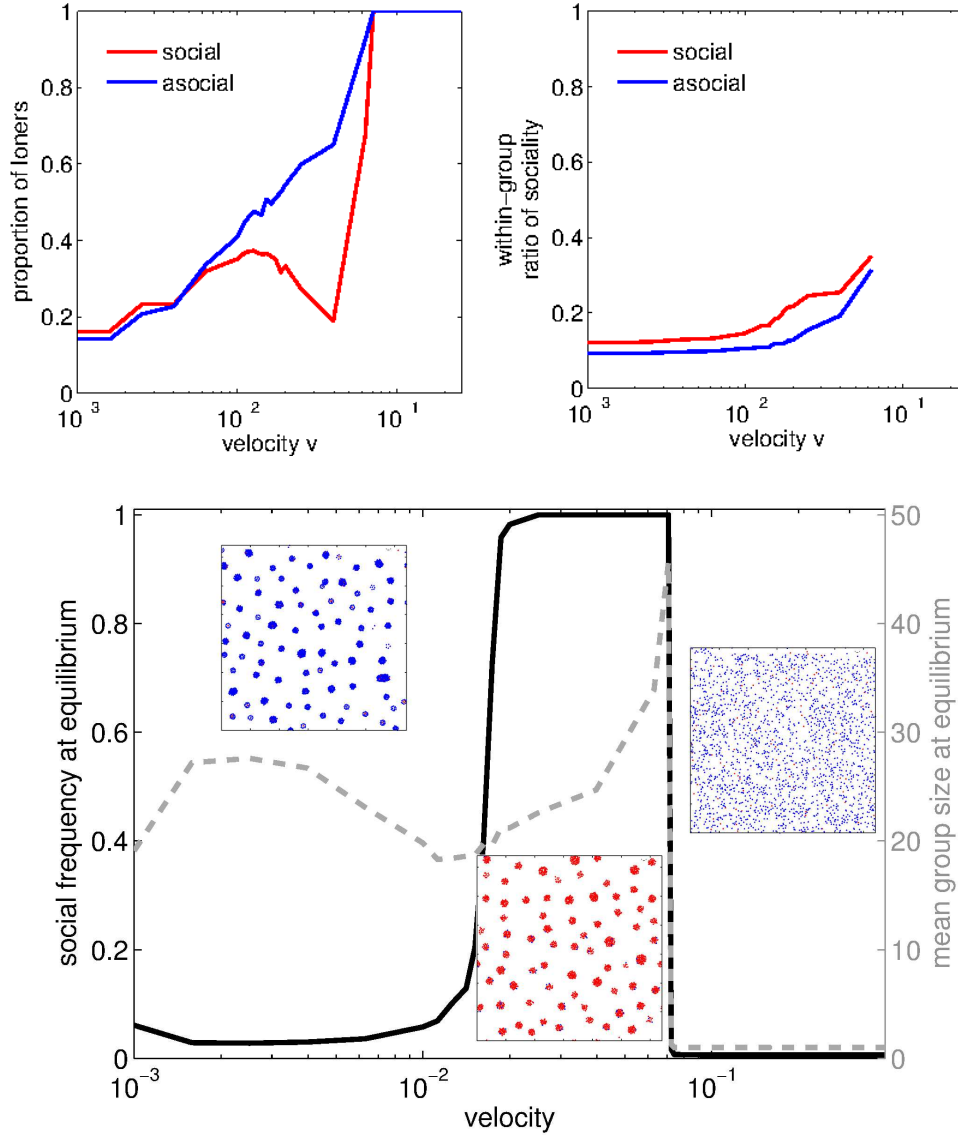 1
0.8
0.6
0.4
0.2
0
proportion of loners
social
asocial
10 3
10 2
10 1
velocity v
1
0.8
0.6
0.4
0.2
0
within-group
ratio of sociality
social
asocial
10 3
10 2
10 1
velocity v
1
0.8
0.6
0.4
0.2
0
social frequency at equilibrium
50
40
30
20
10
0
mean group size at equilibrium
10⁻³
10⁻²
10⁻¹
velocity